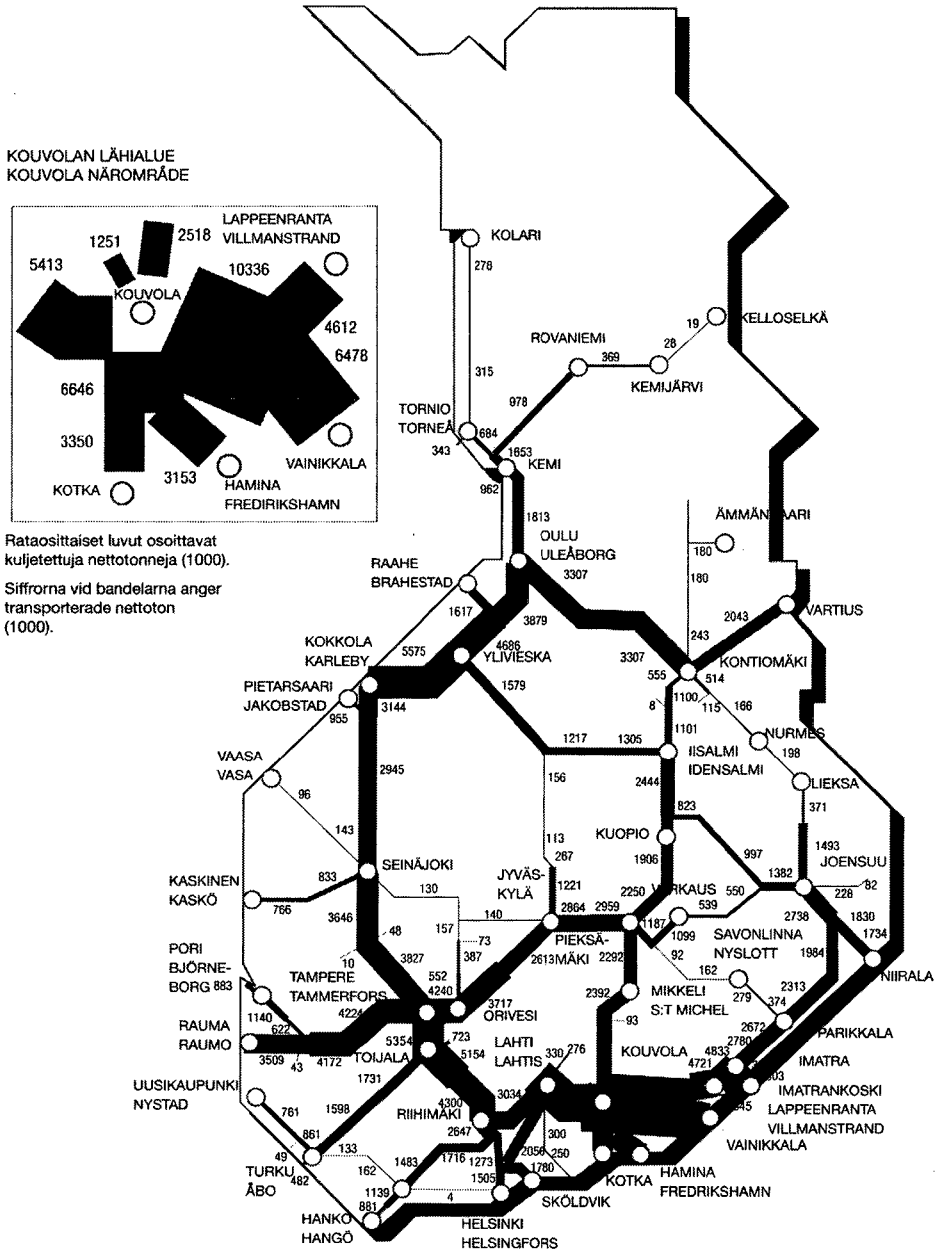 KOUVOLAN LÄHIALUE
KOUVOLA NÄROMRÅDE
LAPPEENRANTA
VILLMANSTRAND
2518
1251
5413
10336
KOUVOLA
4612
6478
6646
3350
3153
VAINIKKALA
KOTKA
HAMINA
FREDIRIKSHAMN
Rataosittaiset luvut osoittavat
kuljetettuja nettotonneja (1000).
Siffrorna vid bandelarna anger
transporterade nettoton
(1000).
KOLARI
278
19
KELLOSELKÄ
ROVANIEMI
28
369
KEMIJÄRVI
315
978
TORNIO
TORNEÅ
684
343
1653
KEMI
962
1813
OULU
ULEÅBORG
180
180
RAAHE
BRAHESTAD
3307
1617
3879
2043
VARTIUS
243
KOKKOLA
KARLEBY
5575
4686
YLIVIESKA
3307
KONTIOMÄKI
555
514
PIETARSAARI
JAKOBSTAD
955
3144
1579
1100
115
8
166
NURMES
1217
1305
1101
IISALMI
IDENSALMI
198
VAASA
VASA
2945
156
LIEKSA
96
2444
371
823
143
113
KUOPIO
1493
SEINÄJOKI
267
1906
997
JOENSUU
KASKINEN
KASKÖ
833
130
JYVÄS-
KYLÄ
1221
1382
766
2864
2959
2250
VARKAUS
550
228
82
140
539
3646
48
157
1187
1099
2738
1830
73
PIEKSÄ-
MÄKI
SAVONLINNA
NYSLOTT
1734
PORI
BJÖRNE-
BORG
883
10
3827
387
2613
2292
92
1984
NIIRALA
TAMPERE
TAMMERFORS
552
4240
162
279
2313
1140
622
4224
3717
ORIVESI
2392
MIKKELI
S:T MICHEL
374
93
PARIKKALA
RAUMA
RAUMO
723
LAHTI
LAHTIS
2672
3509
43
4172
TOIJALA
5354
5154
330
276
KOUVOLA
2780
4833
IMATRA
4721
UUSIKAUPUNKI
NYSTAD
1731
IMATRANKOSKI
761
1598
RIIHIMÄKI
4300
3034
LAPPEENRANTA
VILLMANSTRAND
2647
VAINIKKALA
861
300
49
133
1716
1273
2056
250
TURKU
ÅBO
482
162
1483
1505
1780
KOTKA
HAMINA
FREDRIKSHAMN
1139
4
SKÖLDVIK
881
HANKO
HANGÖ
HELSINKI
HELSINGFORS